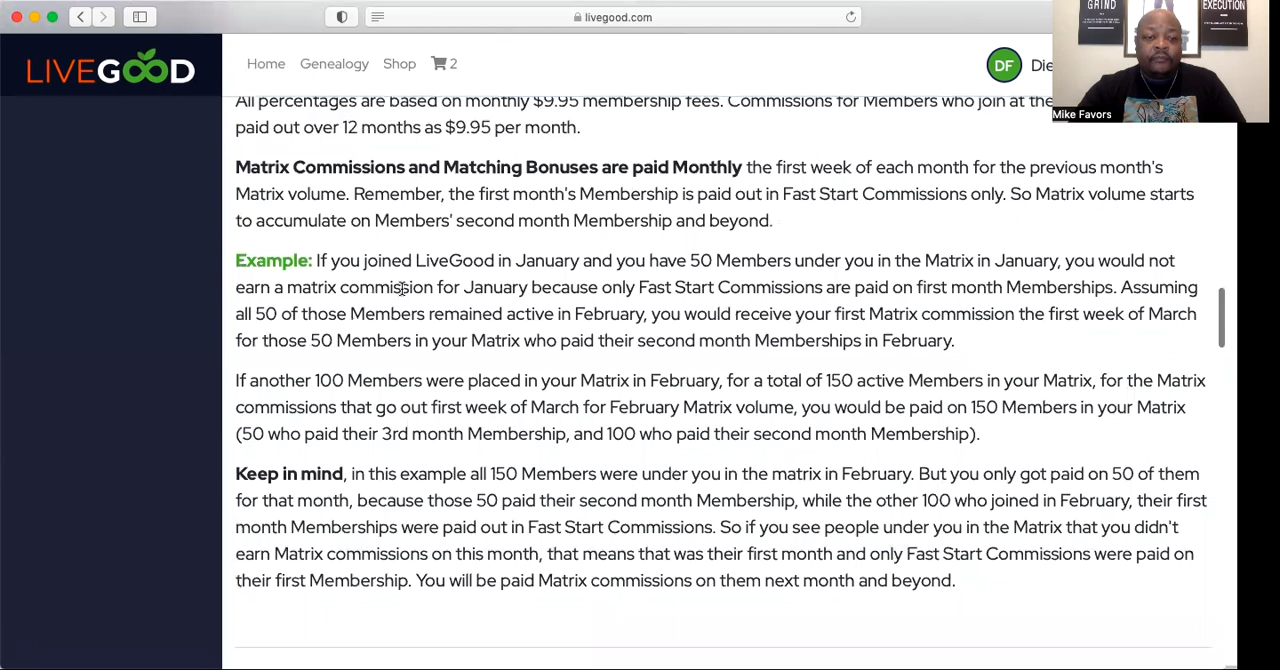 livegood.com
GRIND
EXECUTION
LIVEGOOD
Home Genealogy Shop 2
DF Die
Mike Favors
All percentages are based on monthly $9.95 membership fees. Commissions for Members who join at the
paid out over 12 months as $9.95 per month.
Matrix Commissions and Matching Bonuses are paid Monthly the first week of each month for the previous month's
Matrix volume. Remember, the first month's Membership is paid out in Fast Start Commissions only. So Matrix volume starts
to accumulate on Members' second month Membership and beyond.
Example: If you joined LiveGood in January and you have 50 Members under you in the Matrix in January, you would not
earn a matrix commission for January because only Fast Start Commissions are paid on first month Memberships. Assuming
all 50 of those Members remained active in February, you would receive your first Matrix commission the first week of March
for those 50 Members in your Matrix who paid their second month Memberships in February.
If another 100 Members were placed in your Matrix in February, for a total of 150 active Members in your Matrix, for the Matrix
commissions that go out first week of March for February Matrix volume, you would be paid on 150 Members in your Matrix
(50 who paid their 3rd month Membership, and 100 who paid their second month Membership).
Keep in mind, in this example all 150 Members were under you in the matrix in February. But you only got paid on 50 of them
for that month, because those 50 paid their second month Membership, while the other 100 who joined in February, their first
month Memberships were paid out in Fast Start Commissions. So if you see people under you in the Matrix that you didn't
earn Matrix commissions on this month, that means that was their first month and only Fast Start Commissions were paid on
their first Membership. You will be paid Matrix commissions on them next month and beyond.